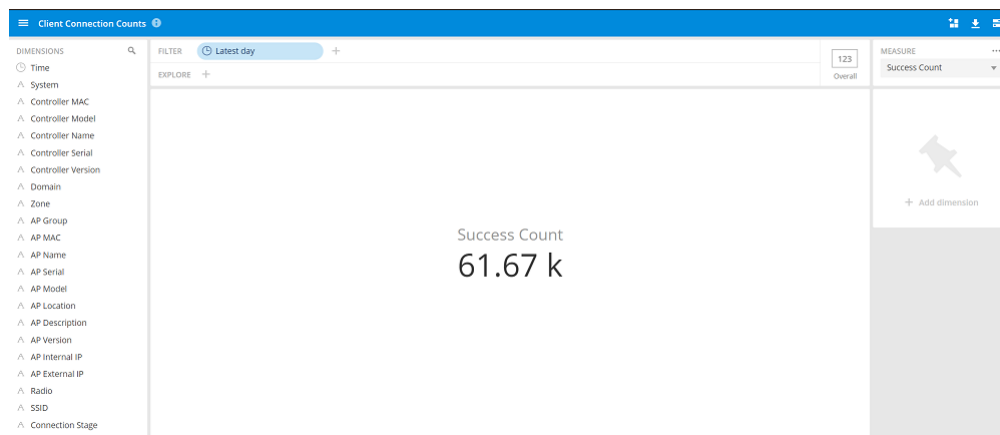 Client Connection Counts
DIMENSIONS
Time
System
Controller MAC
Controller Model
Controller Name
Controller Serial
Controller Version
Domain
Zone
AP Group
AP MAC
AP Name
AP Serial
AP Model
AP Location
AP Description
AP Version
AP Internal IP
AP External IP
Radio
SSID
Connection Stage
FILTER Latest day +
EXPLORE +
123
Overall
MEASURE
Success Count
+ Add dimension
Success Count
61.67 k